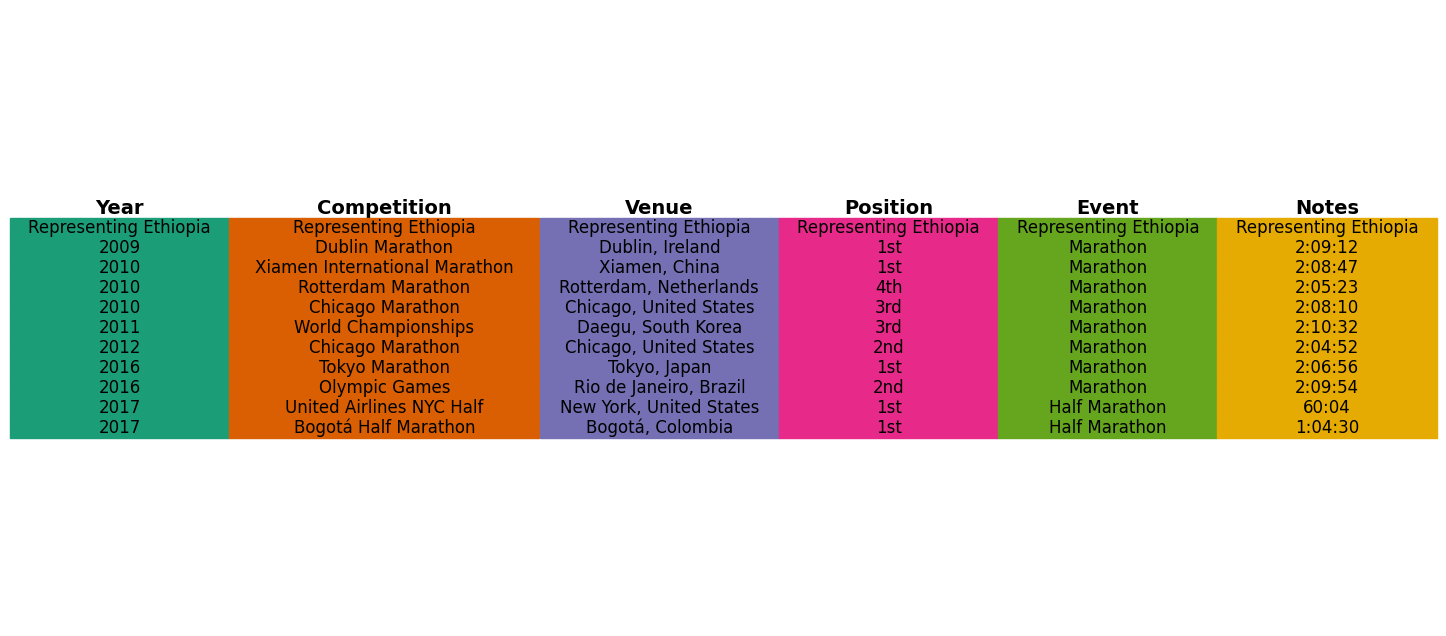 Year Competition Venue Position Event Notes
Representing Ethiopia Representing Ethiopia Representing Ethiopia Representing Ethiopia Representing Ethiopia Representing Ethiopia
2009 Dublin Marathon Dublin, Ireland 1st Marathon 2:09:12
2010 Xiamen International Marathon Xiamen, China 1st Marathon 2:08:47
2010 Rotterdam Marathon Rotterdam, Netherlands 4th Marathon 2:05:23
2010 Chicago Marathon Chicago, United States 3rd Marathon 2:08:10
2011 World Championships Daegu, South Korea 3rd Marathon 2:10:32
2012 Chicago Marathon Chicago, United States 2nd Marathon 2:04:52
2016 Tokyo Marathon Tokyo, Japan 1st Marathon 2:06:56
2016 Olympic Games Rio de Janeiro, Brazil 2nd Marathon 2:09:54
2017 United Airlines NYC Half New York, United States 1st Half Marathon 60:04
2017 Bogotá Half Marathon Bogotá, Colombia 1st Half Marathon 1:04:30